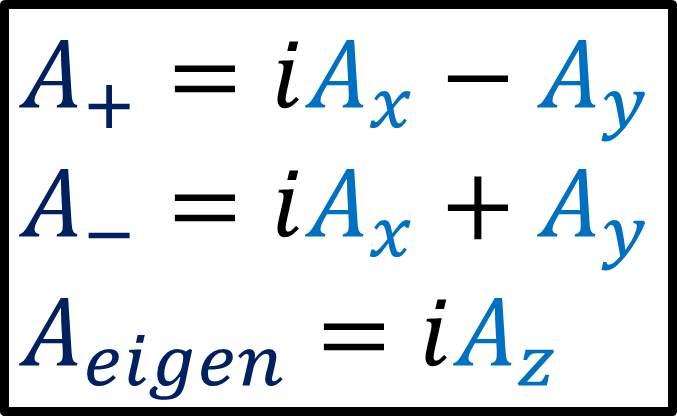 A₊ = iAₓ − A_y
A₋ = iAₓ + A_y
A_eigen = iA_z